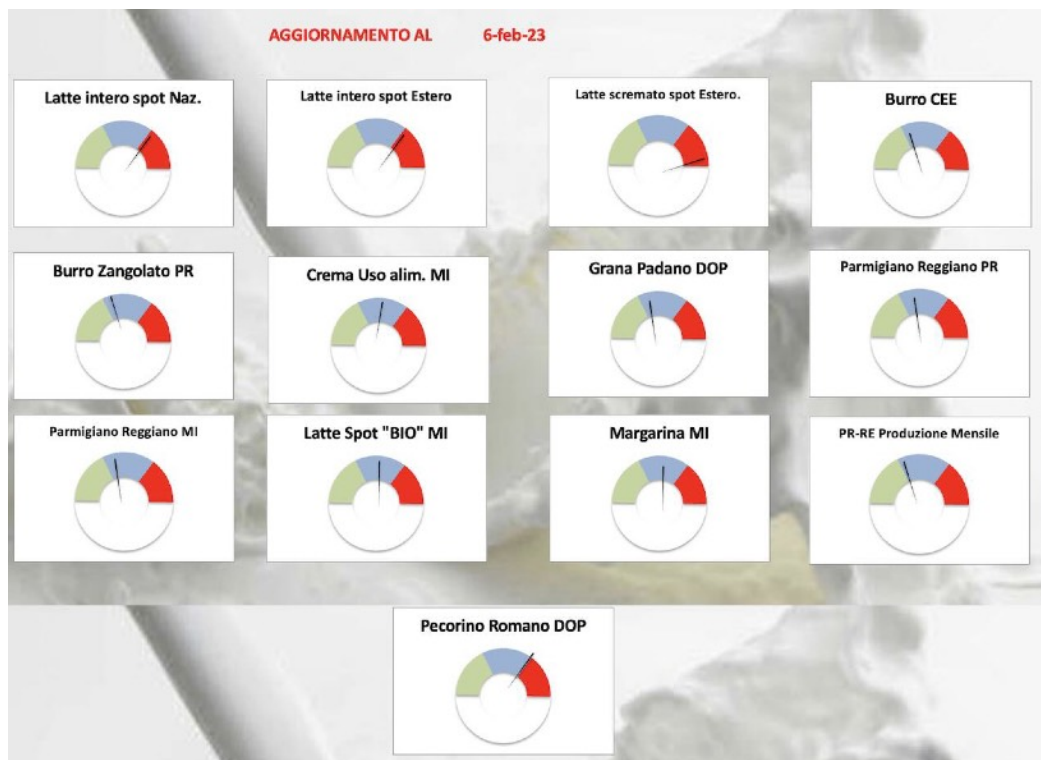 AGGIORNAMENTO AL 6-feb-23
Latte intero spot Naz.
Latte intero spot Estero
Latte scremato spot Estero.
Burro CEE
Burro Zangolato PR
Crema Uso alim. MI
Grana Padano DOP
Parmigiano Reggiano PR
Parmigiano Reggiano MI
Latte Spot "BIO" MI
Margarina MI
PR-RE Produzione Mensile
Pecorino Romano DOP